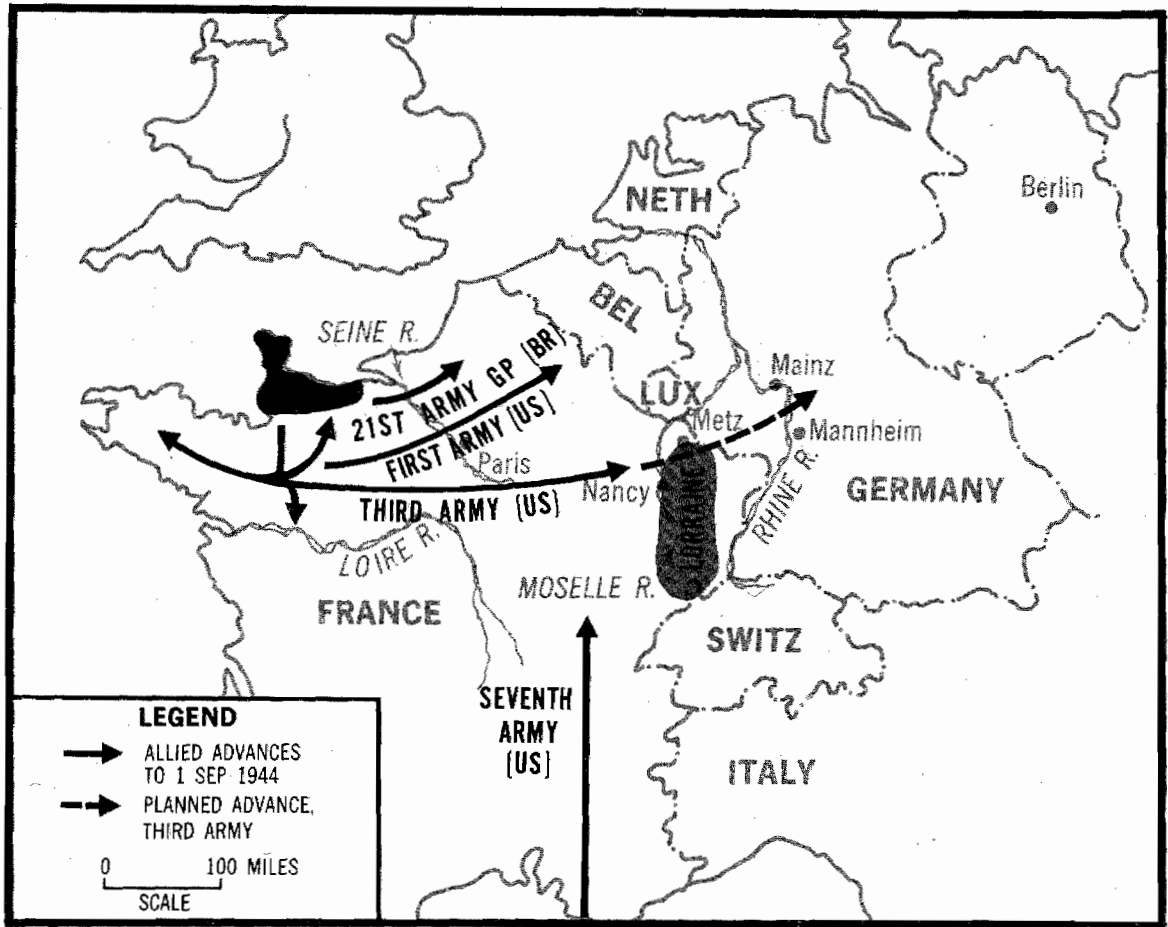 NETH
Berlin
SEINE R.
BEL
21ST ARMY GP (BR)
Mainz
LUX
FIRST ARMY (US)
Metz
Mannheim
Paris
Nancy
LORRAINE
THIRD ARMY (US)
RHINE R.
GERMANY
LOIRE R.
MOSELLE R.
FRANCE
SWITZ
SEVENTH
ARMY
(US)
ITALY
LEGEND
ALLIED ADVANCES
TO 1 SEP 1944
PLANNED ADVANCE,
THIRD ARMY
0 100 MILES
SCALE